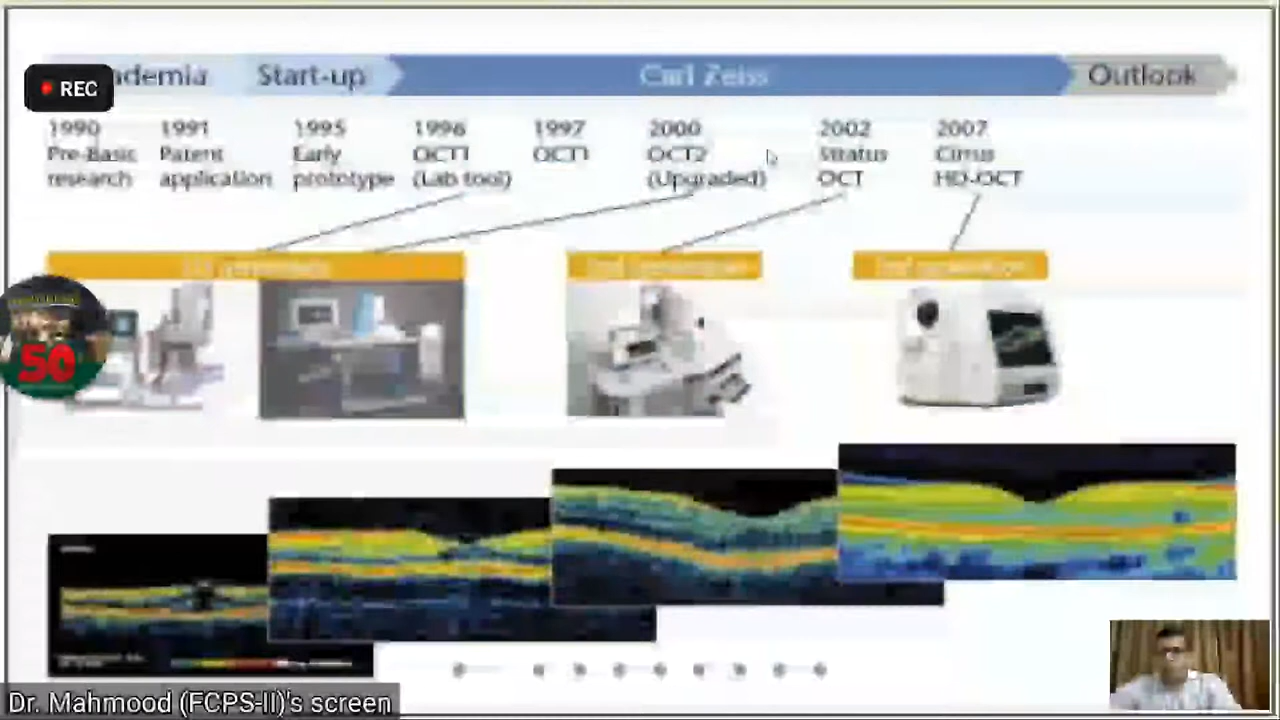 REC
ademia Start-up Carl Zeiss Outlook
1990 1991 1995 1996 1997 2000 2002 2007
Pre-Basic Patent Early OCT1 OCT1 OCT2 Stratus Cirrus
research application prototype (Lab tool) (Upgraded) OCT HD-OCT
50
Dr. Mahmood (FCPS-II)'s screen